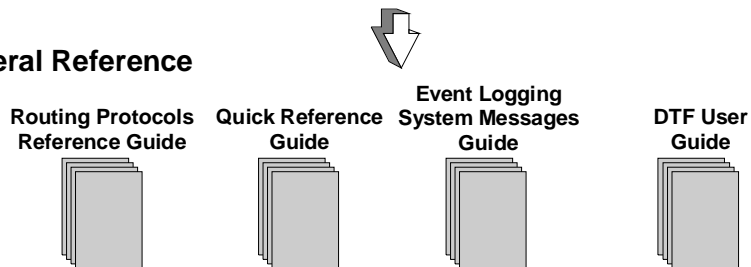 eral Reference
Routing Protocols
Reference Guide
Quick Reference
Guide
Event Logging
System Messages
Guide
DTF User
Guide